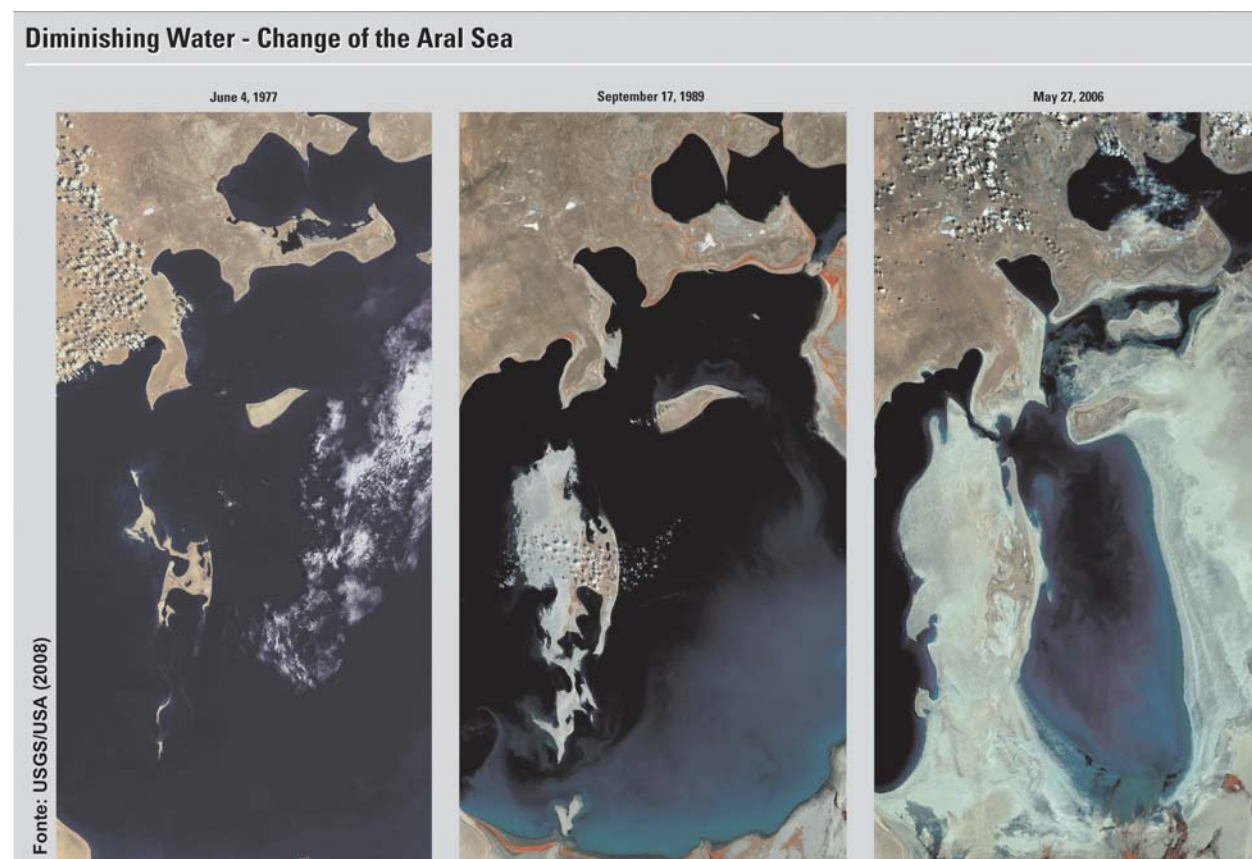 Diminishing Water - Change of the Aral Sea
June 4, 1977
September 17, 1989
May 27, 2006
Fonte: USGS/USA (2008)